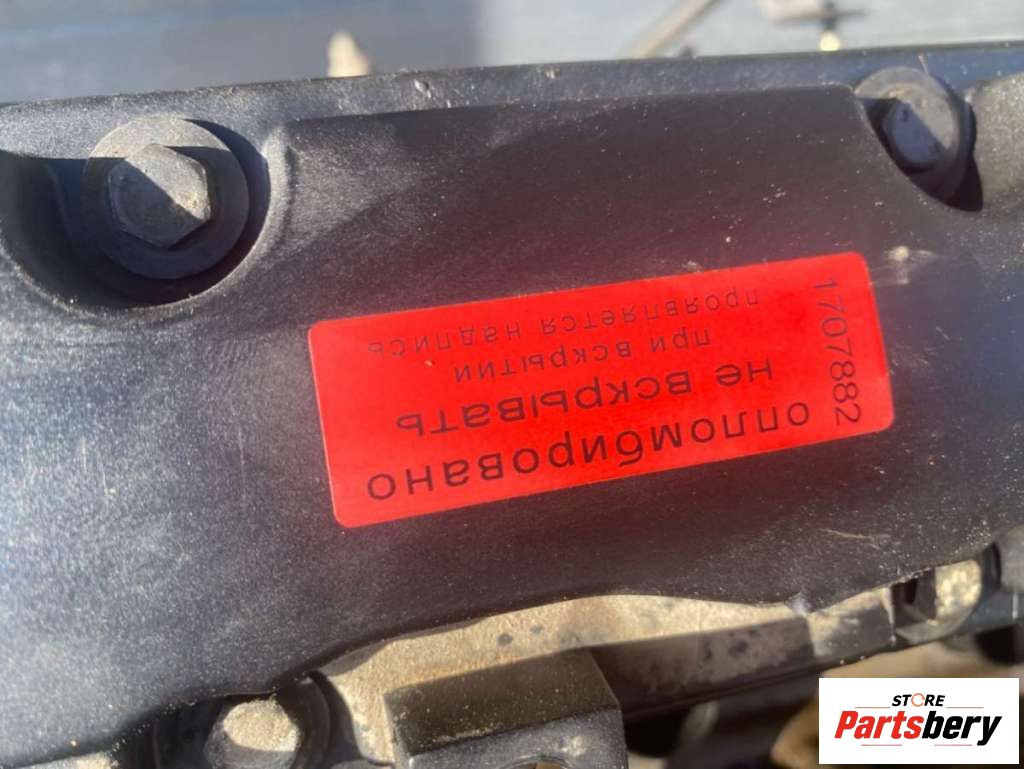 опломбировано
не вскрывать
при вскрытии
проявляется надпись
1707882
STORE
Partsbery